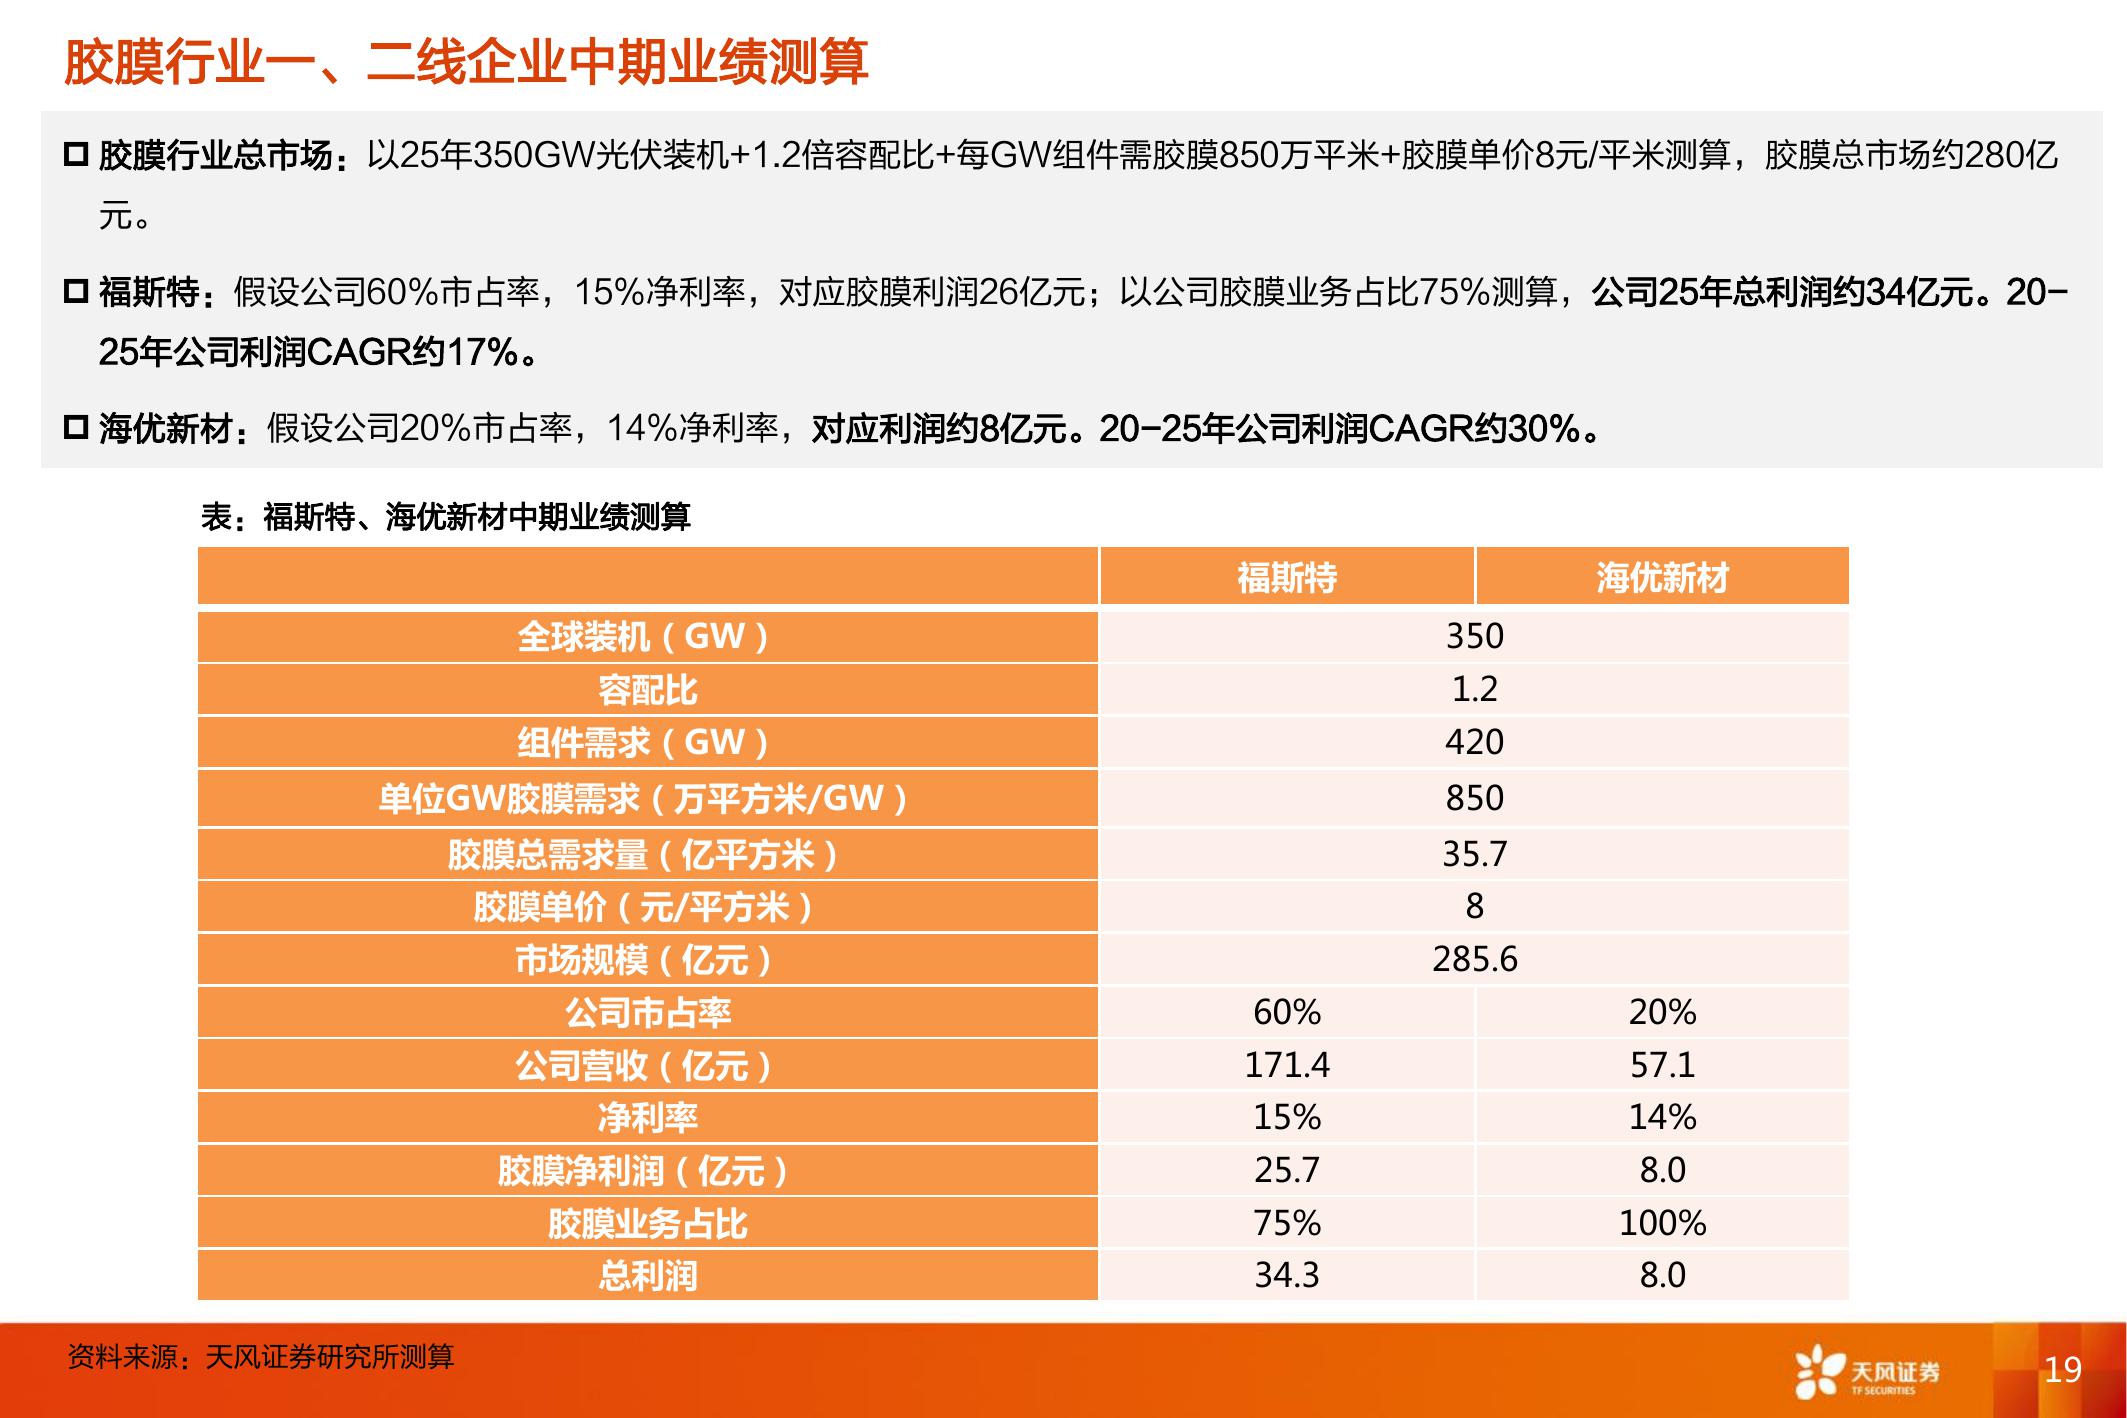 胶膜行业一、二线企业中期业绩测算
胶膜行业总市场：以25年350GW光伏装机+1.2倍容配比+每GW组件需胶膜850万平米+胶膜单价8元/平米测算，胶膜总市场约280亿
元。
福斯特：假设公司60%市占率，15%净利率，对应胶膜利润26亿元；以公司胶膜业务占比75%测算，公司25年总利润约34亿元。20-
25年公司利润CAGR约17%。
海优新材：假设公司20%市占率，14%净利率，对应利润约8亿元。20-25年公司利润CAGR约30%。
表：福斯特、海优新材中期业绩测算
福斯特 海优新材
全球装机（GW） 350
容配比 1.2
组件需求（GW） 420
单位GW胶膜需求（万平方米/GW） 850
胶膜总需求量（亿平方米） 35.7
胶膜单价（元/平方米） 8
市场规模（亿元） 285.6
公司市占率 60% 20%
公司营收（亿元） 171.4 57.1
净利率 15% 14%
胶膜净利润（亿元） 25.7 8.0
胶膜业务占比 75% 100%
总利润 34.3 8.0
资料来源：天风证券研究所测算
天风证券
TF SECURITIES
19